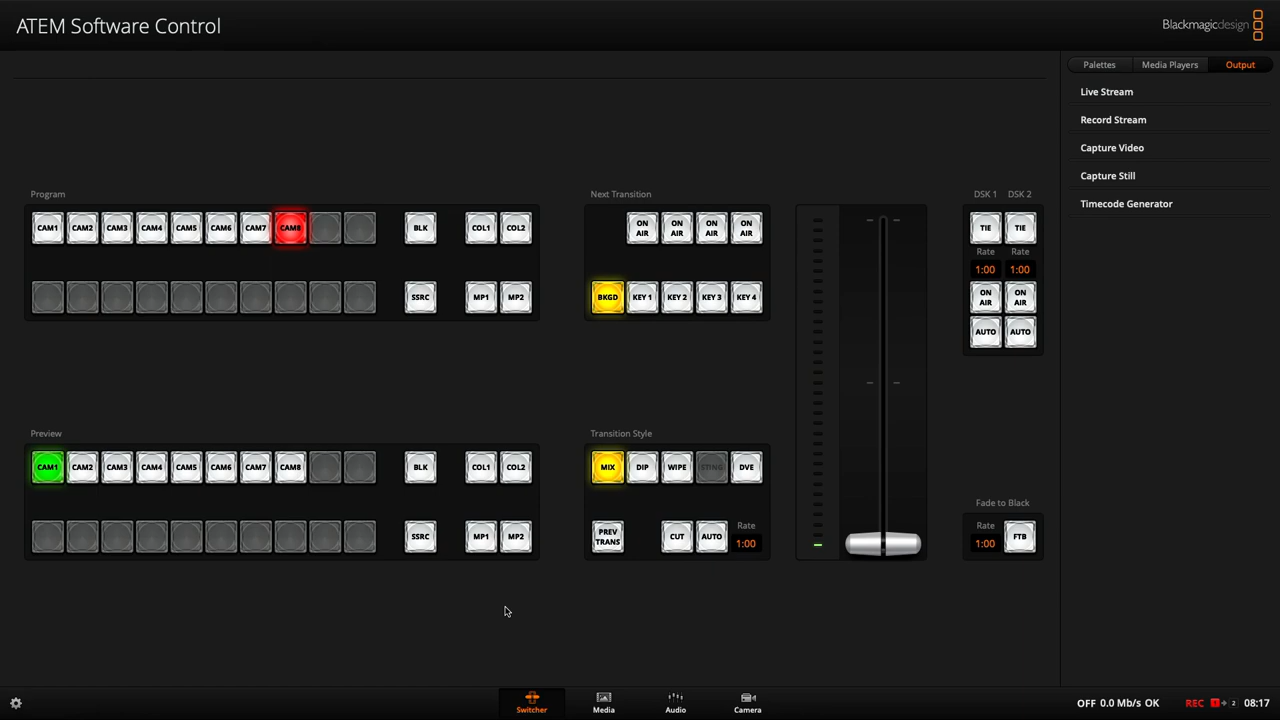 ATEM Software Control
Blackmagicdesign
Palettes Media Players Output
Live Stream
Record Stream
Capture Video
Capture Still
Timecode Generator
Program
CAM1 CAM2 CAM3 CAM4 CAM5 CAM6 CAM7 CAM8 BLK COL1 COL2
SSRC MP1 MP2
Next Transition
ON AIR ON AIR ON AIR ON AIR
BKGD KEY 1 KEY 2 KEY 3 KEY 4
DSK 1 DSK 2
TIE TIE
Rate Rate
1:00 1:00
ON AIR ON AIR
AUTO AUTO
Preview
CAM1 CAM2 CAM3 CAM4 CAM5 CAM6 CAM7 CAM8 BLK COL1 COL2
SSRC MP1 MP2
Transition Style
MIX DIP WIPE STING DVE
PREV TRANS CUT AUTO Rate
1:00
Fade to Black
Rate
1:00 FTB
Switcher Media Audio Camera
OFF 0.0 Mb/s OK REC 1 2 08:17